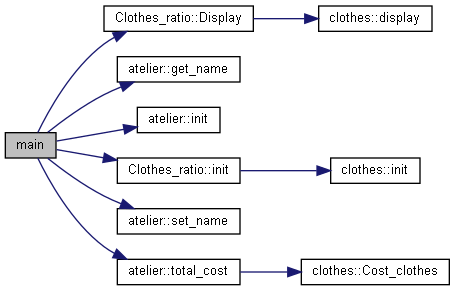 Clothes_ratio::Display
clothes::display
atelier::get_name
atelier::init
main
Clothes_ratio::init
clothes::init
atelier::set_name
atelier::total_cost
clothes::Cost_clothes